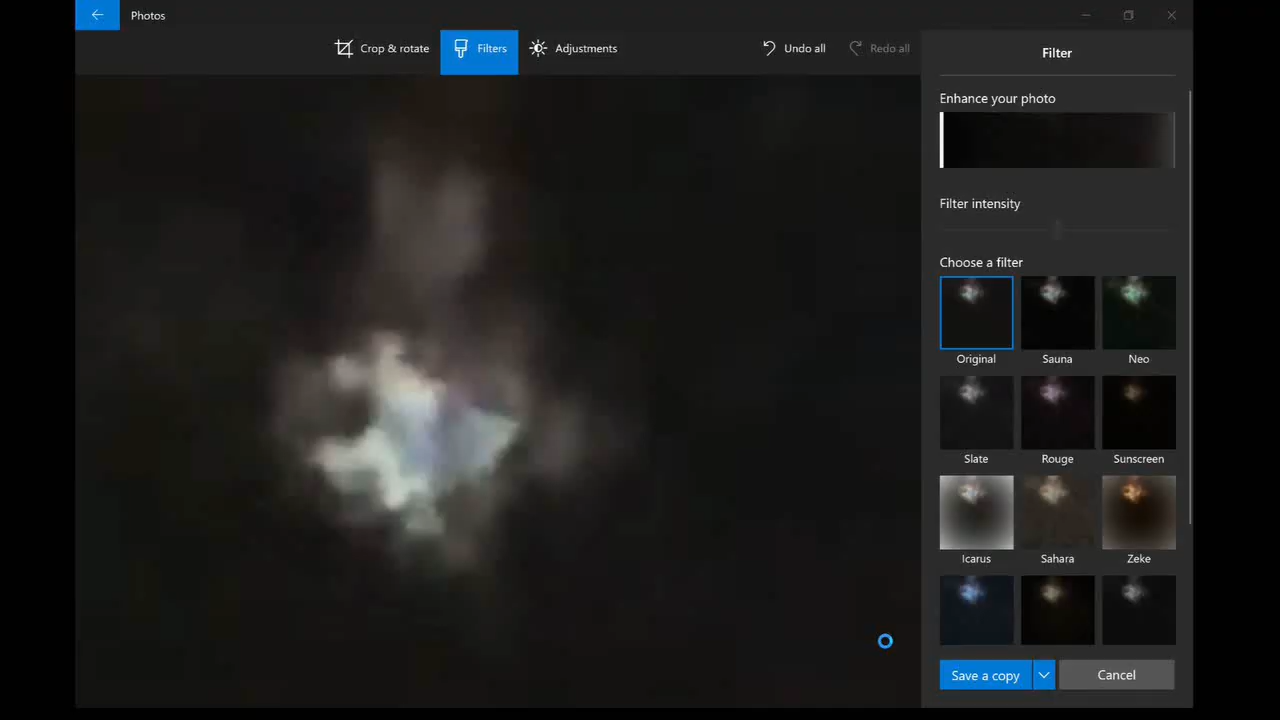 Photos
Crop & rotate
Filters
Adjustments
Undo all
Redo all
Filter
Enhance your photo
Filter intensity
Choose a filter
Original Sauna Neo
Slate Rouge Sunscreen
Icarus Sahara Zeke
Save a copy
Cancel